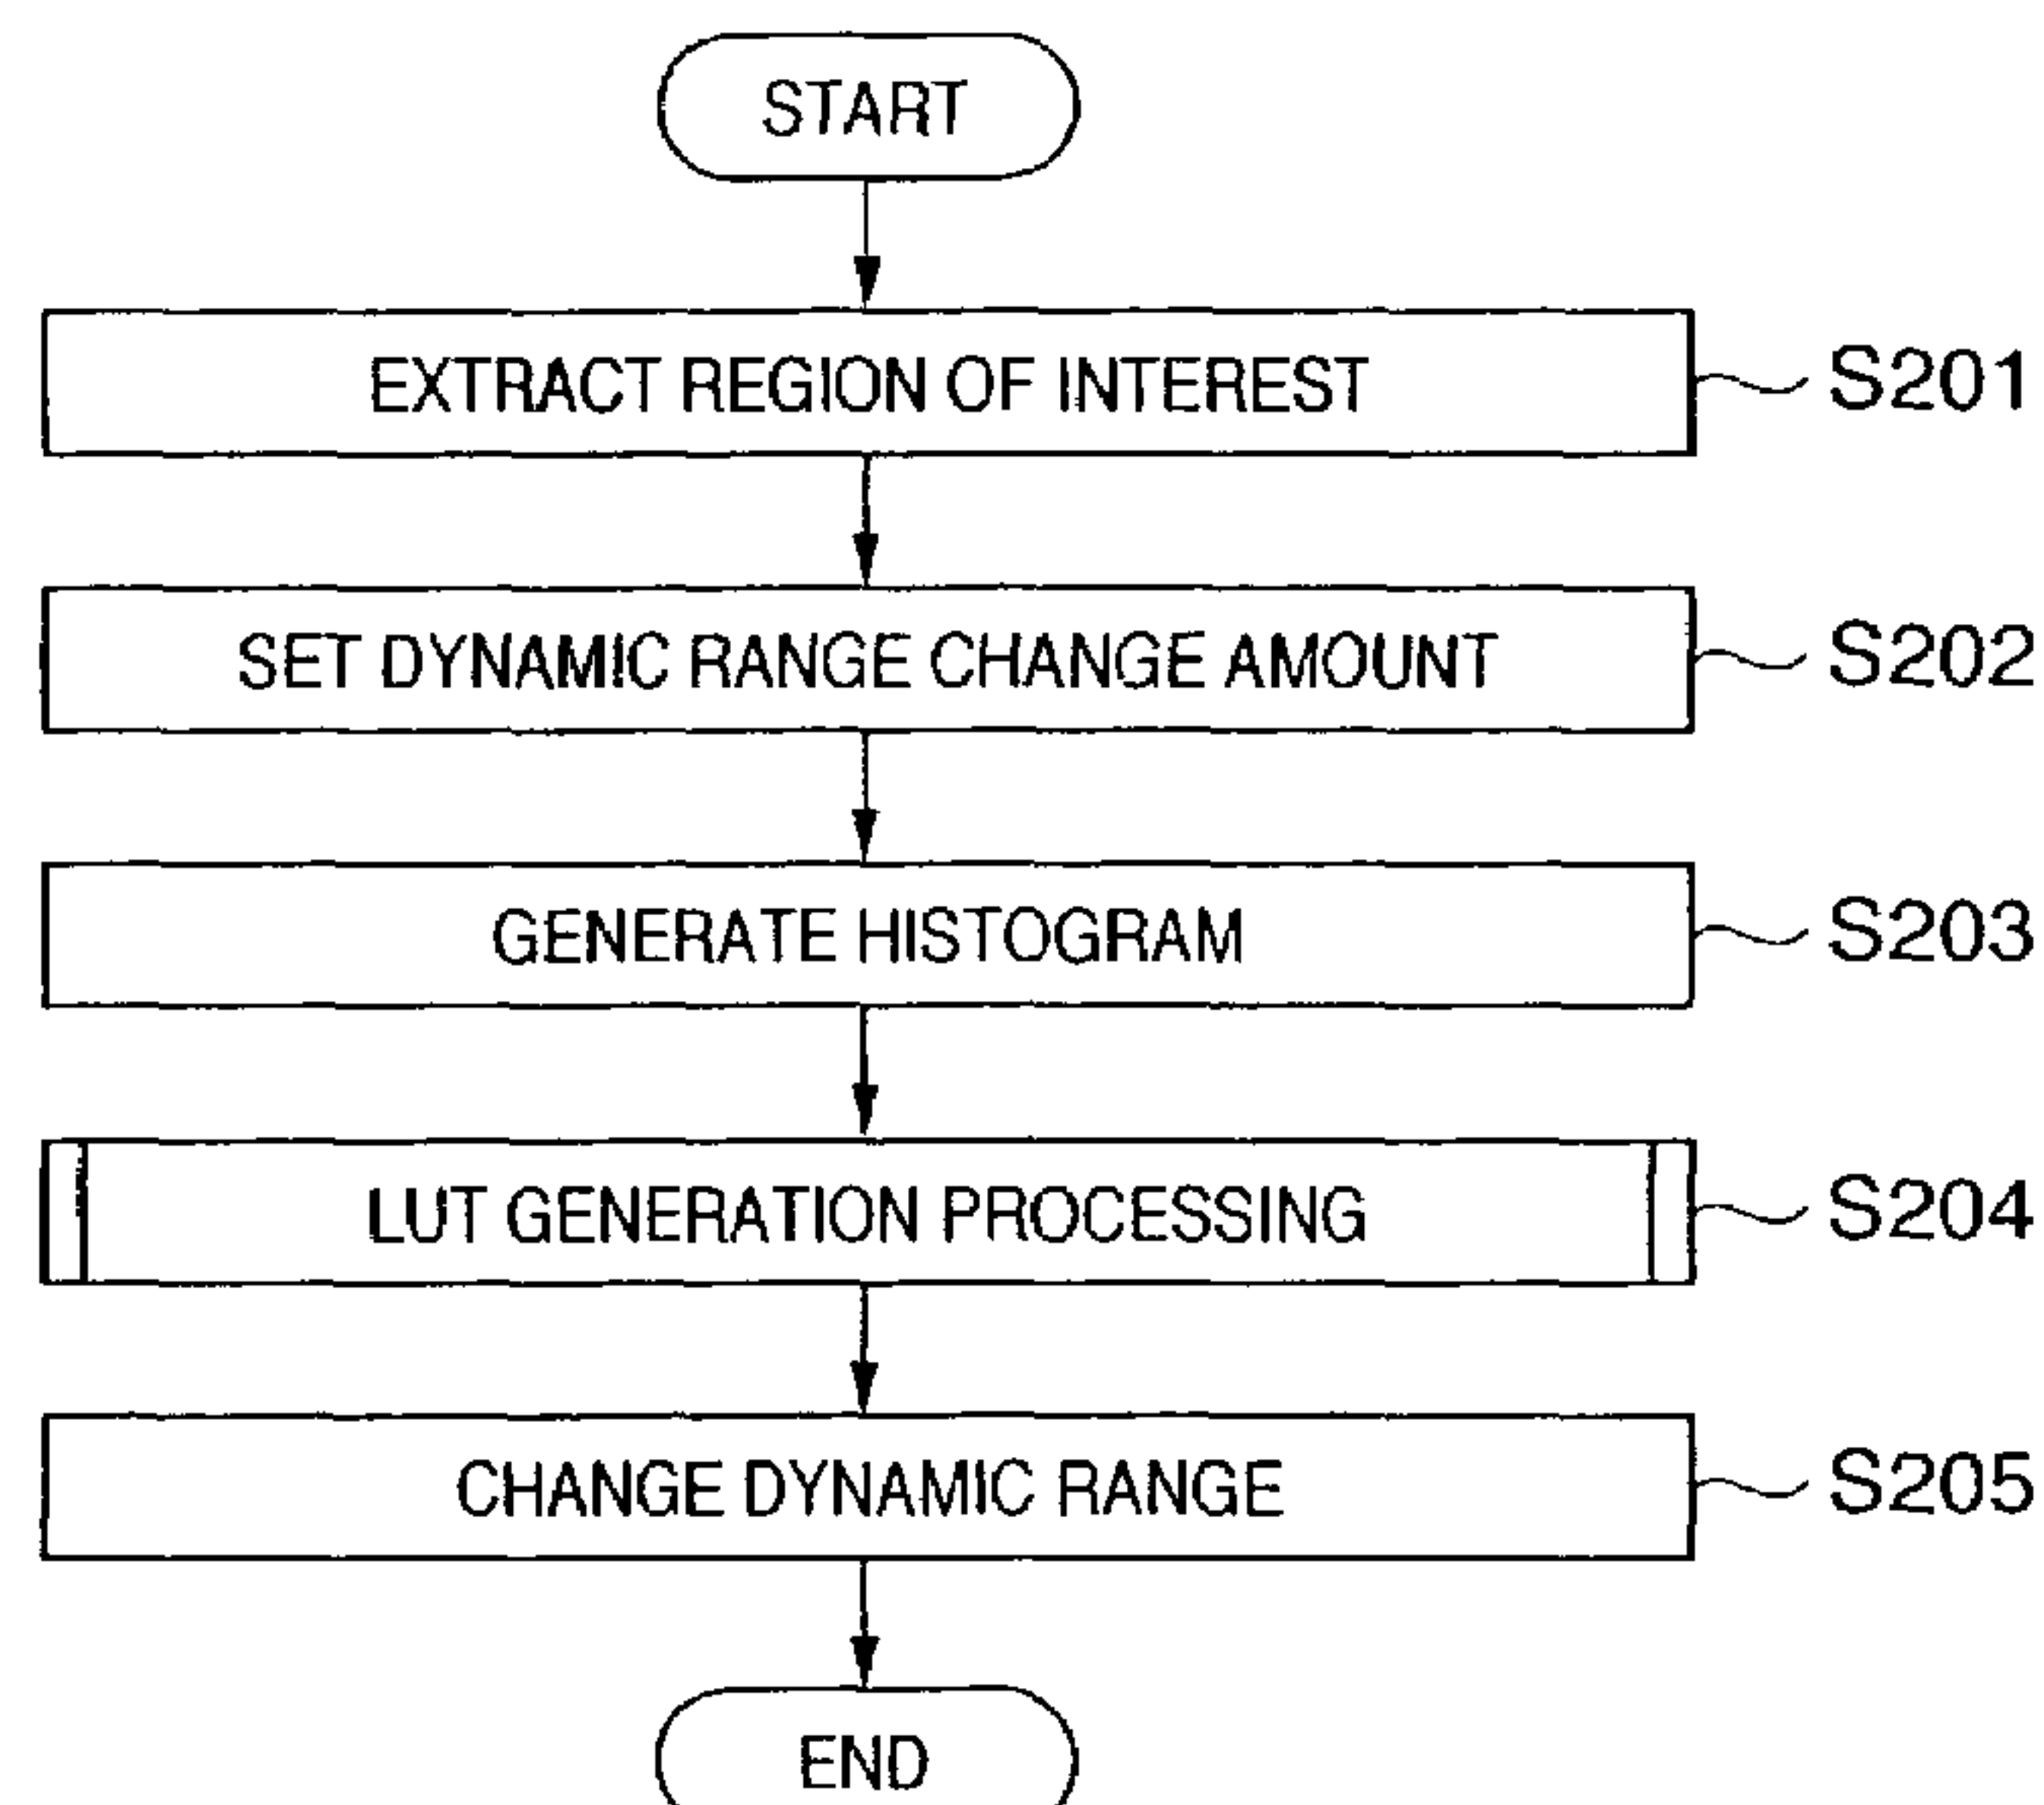 START
EXTRACT REGION OF INTEREST
S201
SET DYNAMIC RANGE CHANGE AMOUNT
S202
GENERATE HISTOGRAM
S203
LUT GENERATION PROCESSING
S204
CHANGE DYNAMIC RANGE
S205
END